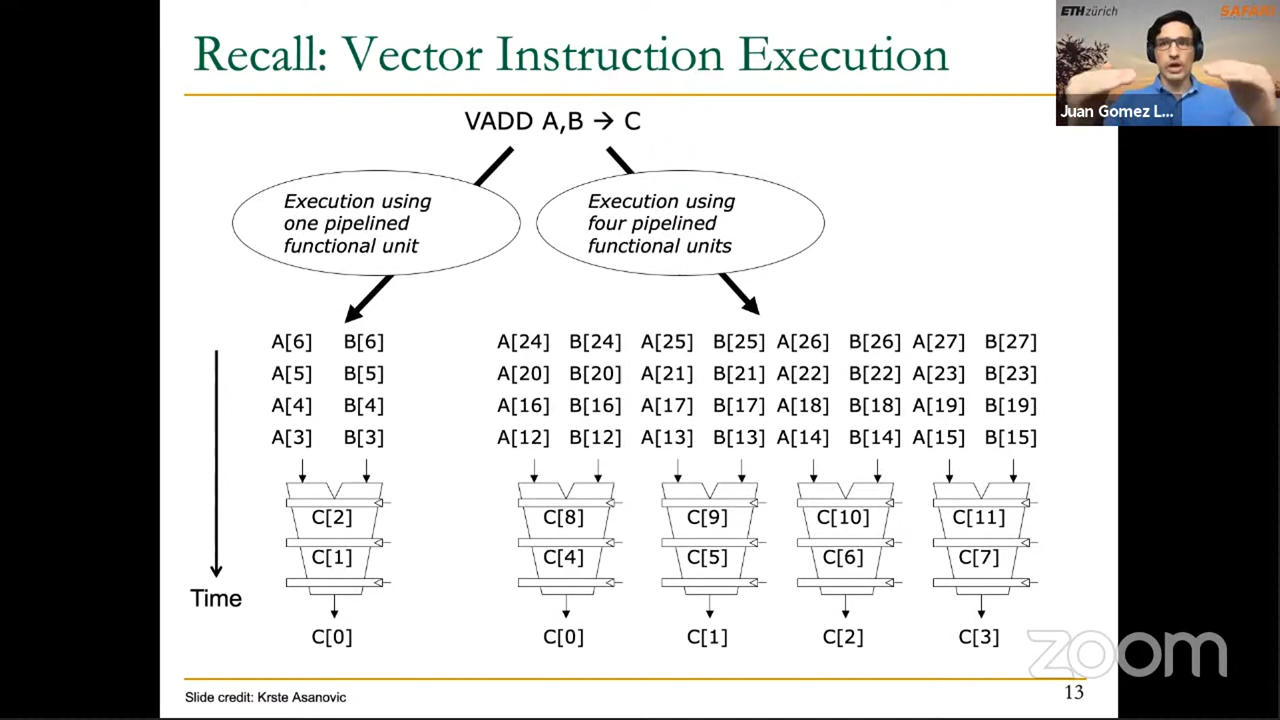 Recall: Vector Instruction Execution
ETH zürich
SAFARI
Juan Gomez L...
VADD A,B → C
Execution using
one pipelined
functional unit
Execution using
four pipelined
functional units
A[6] B[6] A[24] B[24] A[25] B[25] A[26] B[26] A[27] B[27]
A[5] B[5] A[20] B[20] A[21] B[21] A[22] B[22] A[23] B[23]
A[4] B[4] A[16] B[16] A[17] B[17] A[18] B[18] A[19] B[19]
A[3] B[3] A[12] B[12] A[13] B[13] A[14] B[14] A[15] B[15]
C[2] C[8] C[9] C[10] C[11]
C[1] C[4] C[5] C[6] C[7]
Time
C[0] C[0] C[1] C[2] C[3]
zoom
Slide credit: Krste Asanovic
13